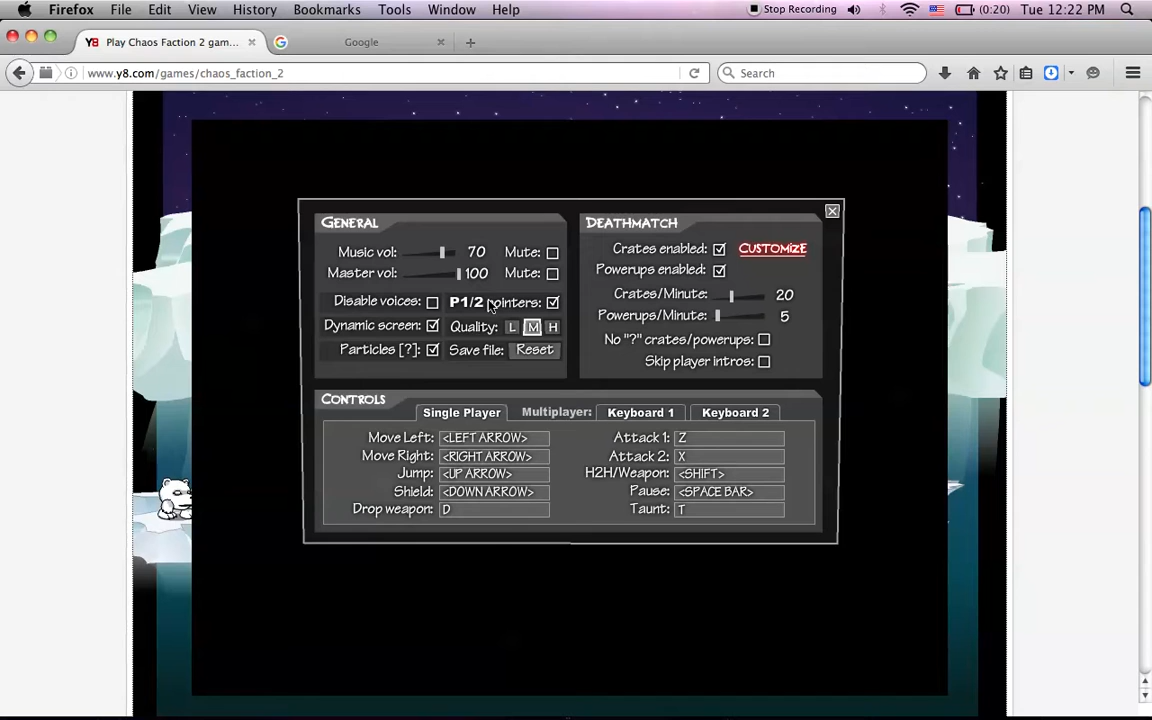 Firefox File Edit View History Bookmarks Tools Window Help Stop Recording (0:20) Tue 12:22 PM
Y8 Play Chaos Faction 2 gam... × G Google × +
www.y8.com/games/chaos_faction_2 Search
GENERAL
Music vol: 70 Mute:
Master vol: 100 Mute:
Disable voices: P1/2 pointers:
Dynamic screen: Quality: L M H
Particles [?]: Save file: Reset
DEATHMATCH
Crates enabled: CUSTOMIZE
Powerups enabled:
Crates/Minute: 20
Powerups/Minute: 5
No "?" crates/powerups:
Skip player intros:
CONTROLS
Single Player Multiplayer: Keyboard 1 Keyboard 2
Move Left: <LEFT ARROW> Attack 1: Z
Move Right: <RIGHT ARROW> Attack 2: X
Jump: <UP ARROW> H2H/Weapon: <SHIFT>
Shield: <DOWN ARROW> Pause: <SPACE BAR>
Drop weapon: D Taunt: T